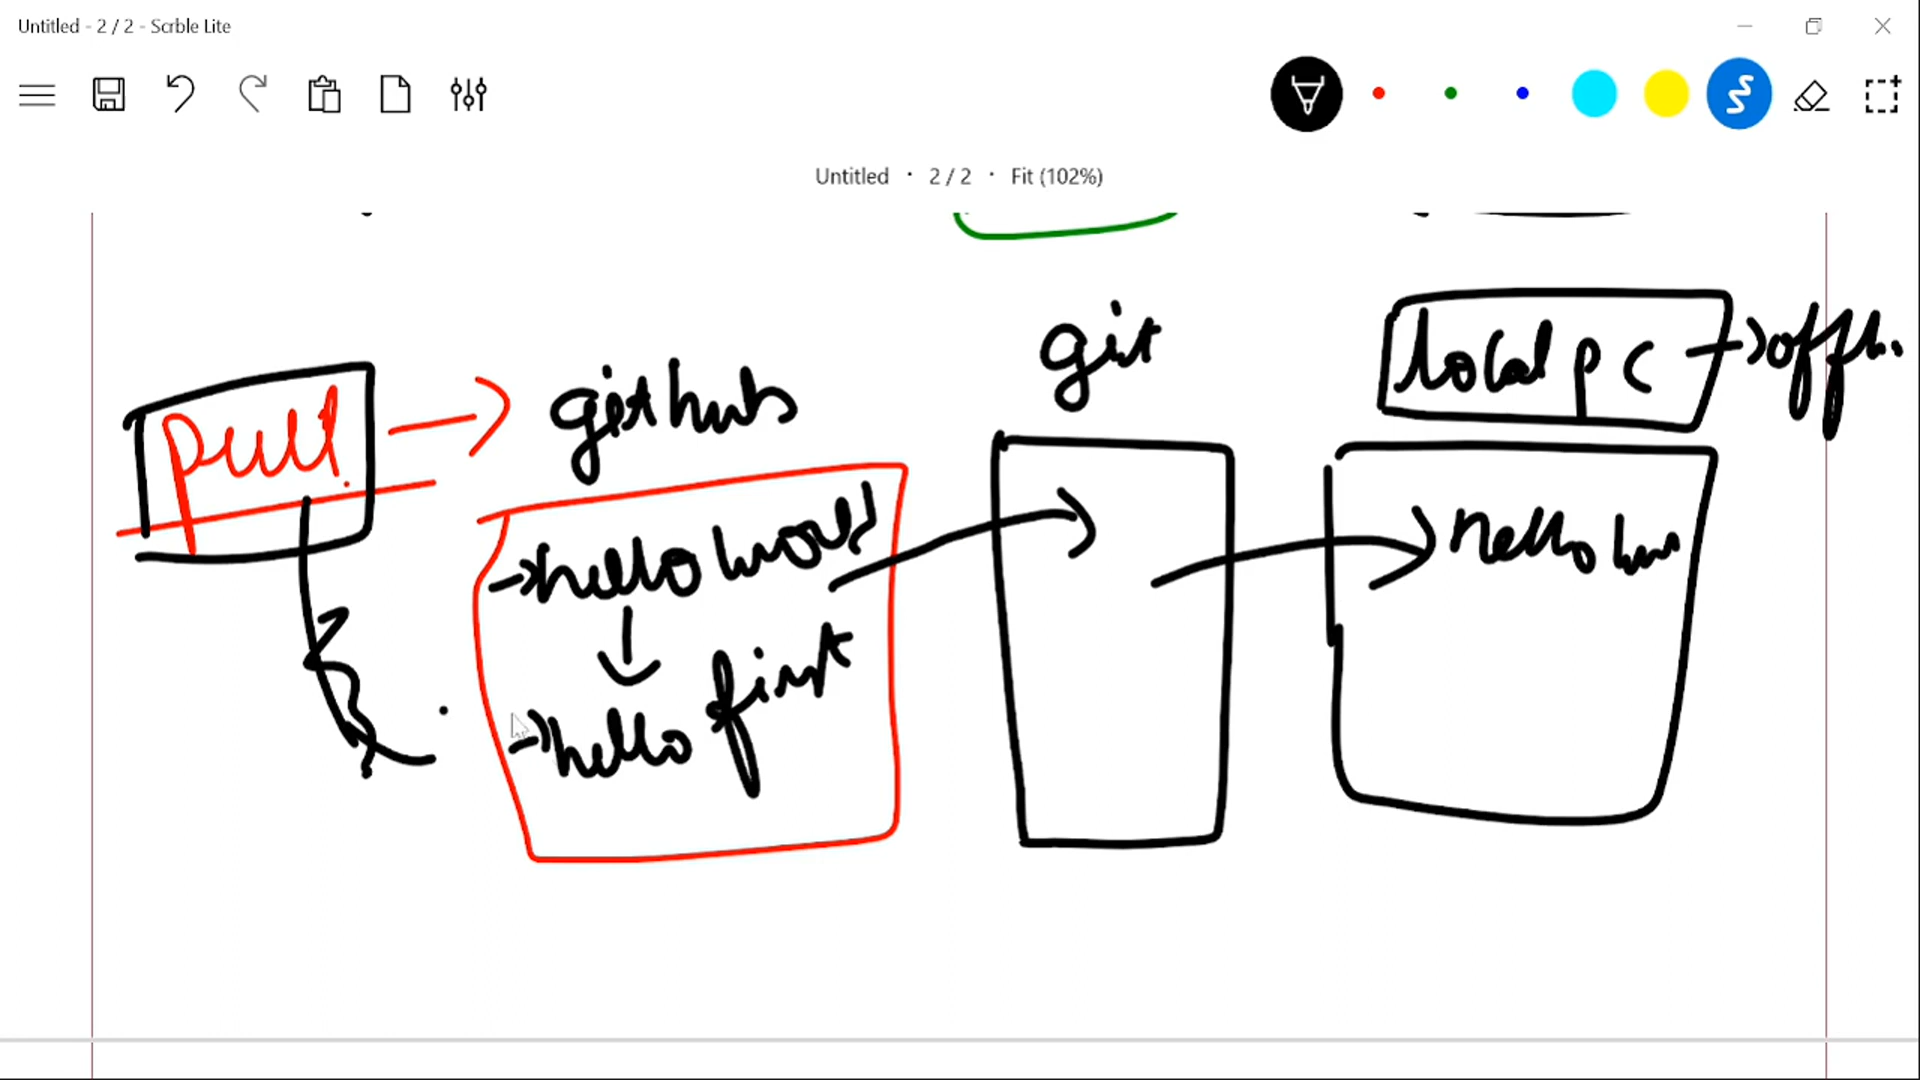 Untitled - 2 / 2 - Scrble Lite
Untitled • 2 / 2 • Fit (102%)
git
local pc →
pull →
github
→hello
hello
→hello first